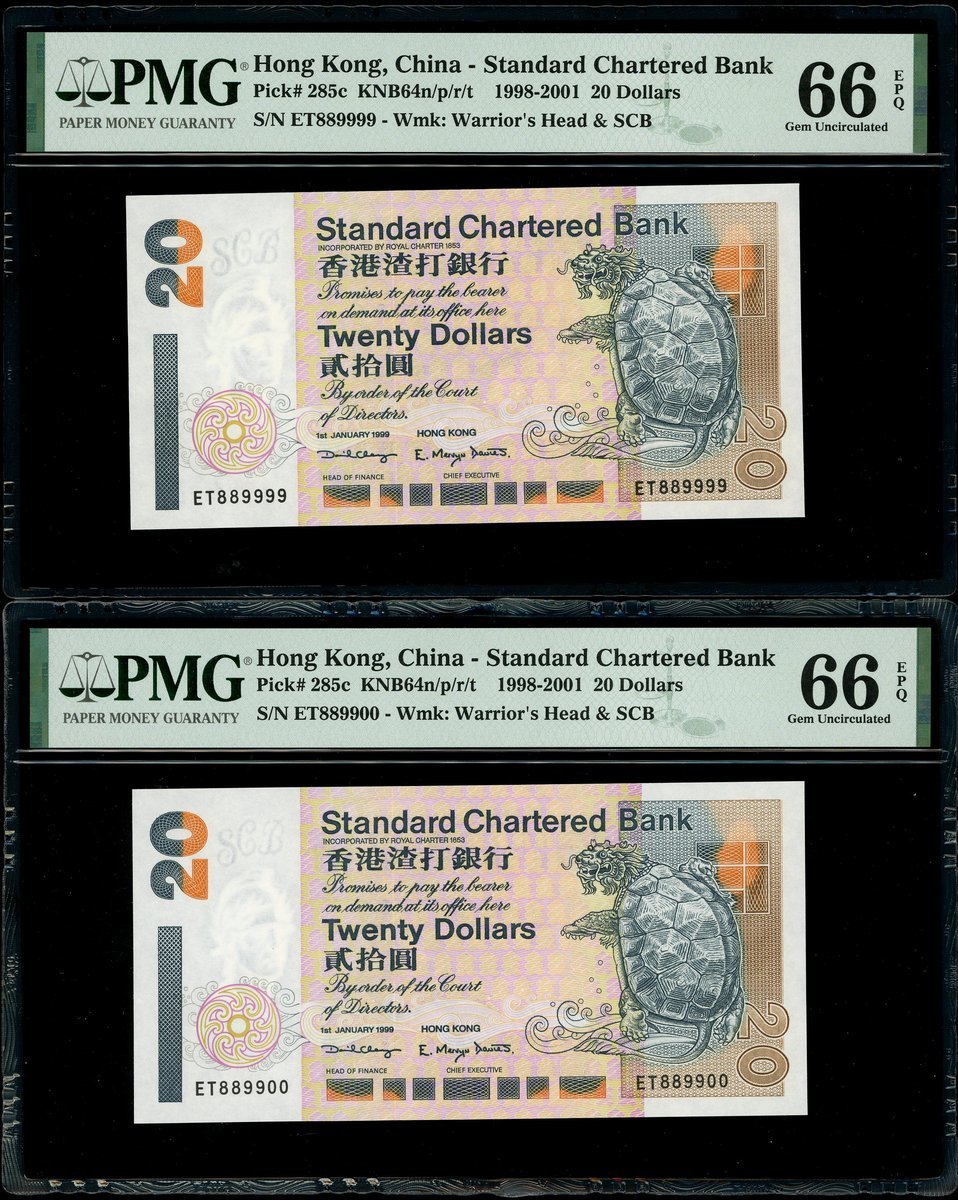 PMG®
PAPER MONEY GUARANTY
Hong Kong, China - Standard Chartered Bank
Pick# 285c KNB64n/p/r/t 1998-2001 20 Dollars
S/N ET889999 - Wmk: Warrior's Head & SCB
66 EPQ
Gem Uncirculated
20
SCB
Standard Chartered Bank
INCORPORATED BY ROYAL CHARTER 1853
香港渣打銀行
Promises to pay the bearer
on demand at its office here
Twenty Dollars
貳拾圓
By order of the Court
of Directors.
1st JANUARY 1999 HONG KONG
E. Mervyn Davies.
HEAD OF FINANCE CHIEF EXECUTIVE
ET889999
ET889999
20
PMG®
PAPER MONEY GUARANTY
Hong Kong, China - Standard Chartered Bank
Pick# 285c KNB64n/p/r/t 1998-2001 20 Dollars
S/N ET889900 - Wmk: Warrior's Head & SCB
66 EPQ
Gem Uncirculated
20
SCB
Standard Chartered Bank
INCORPORATED BY ROYAL CHARTER 1853
香港渣打銀行
Promises to pay the bearer
on demand at its office here
Twenty Dollars
貳拾圓
By order of the Court
of Directors.
1st JANUARY 1999 HONG KONG
E. Mervyn Davies.
HEAD OF FINANCE CHIEF EXECUTIVE
ET889900
ET889900
20